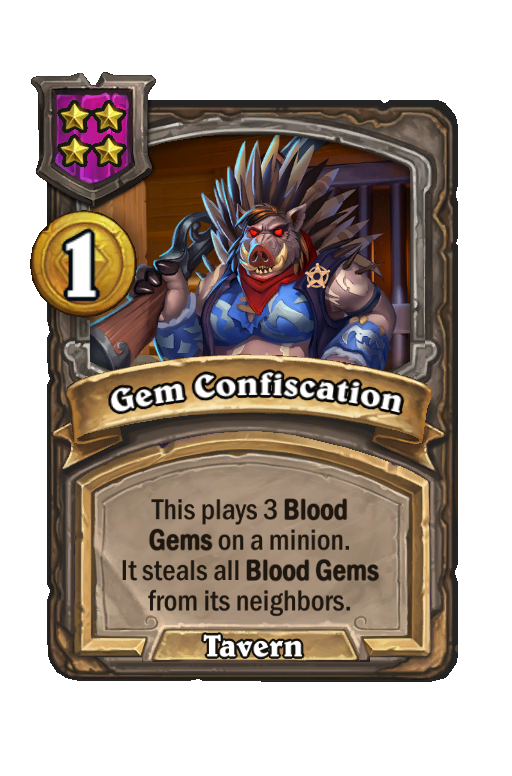 1
Gem Confiscation
This plays 3 Blood
Gems on a minion.
It steals all Blood Gems
from its neighbors.
Tavern